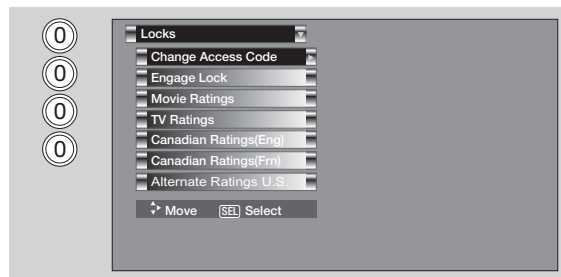 0
0
0
0
Locks
Change Access Code
Engage Lock
Movie Ratings
TV Ratings
Canadian Ratings(Eng)
Canadian Ratings(Frn)
Alternate Ratings U.S.
Move SEL Select